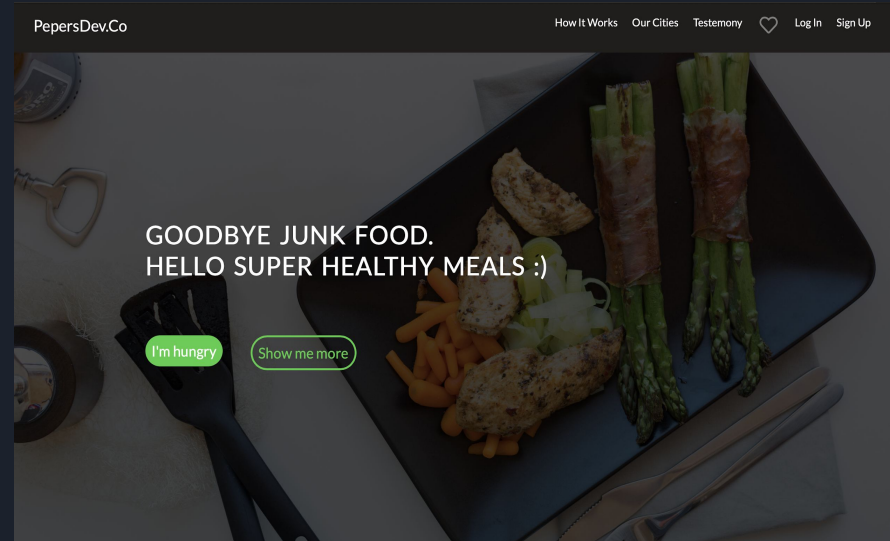 PepersDev.Co
How It Works Our Cities Testemony Log In Sign Up
GOODBYE JUNK FOOD.
HELLO SUPER HEALTHY MEALS :)
I'm hungry Show me more